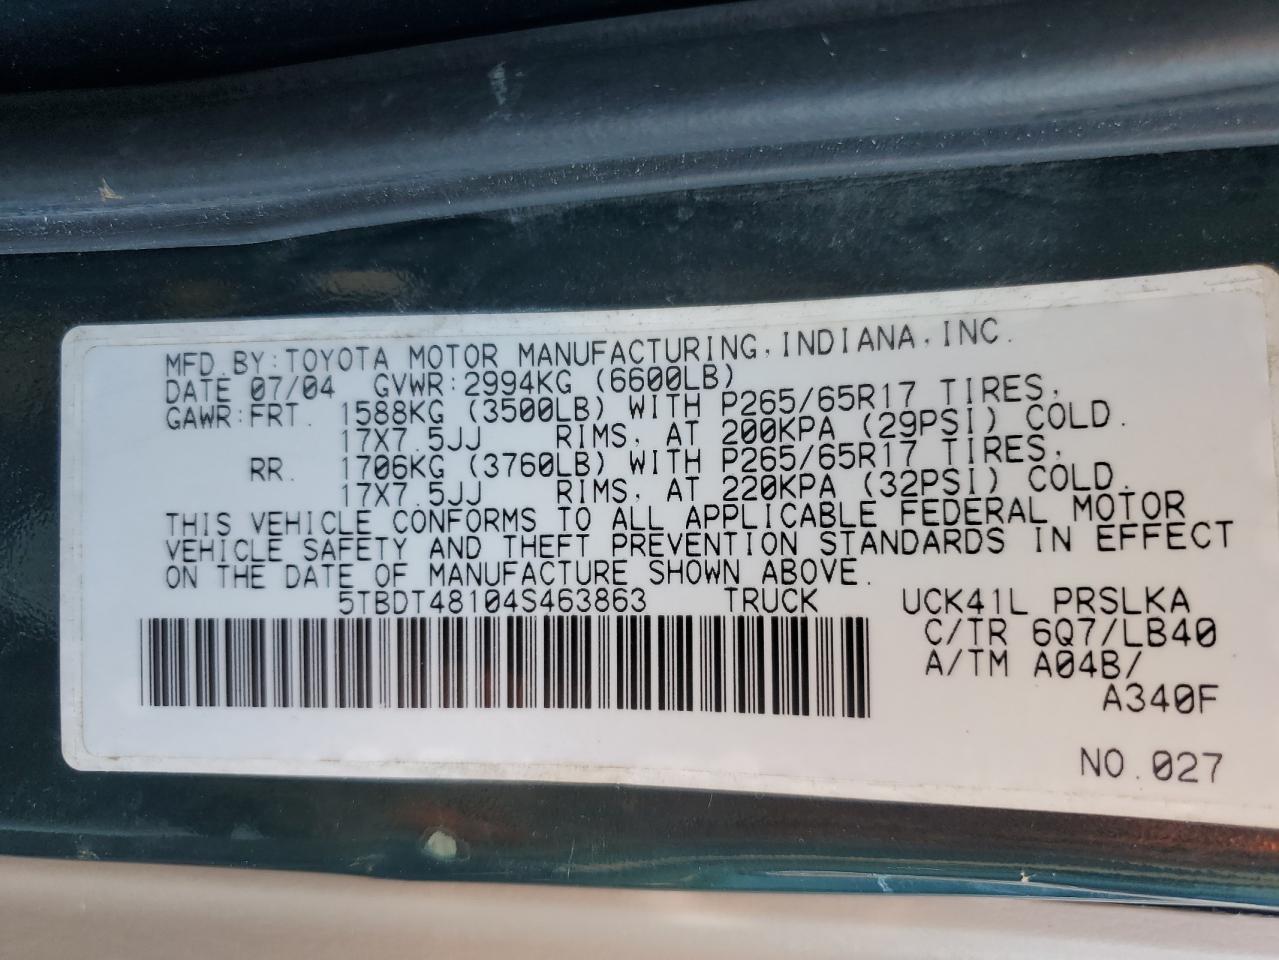 MFD.BY:TOYOTA MOTOR MANUFACTURING,INDIANA,INC.
DATE 07/04 GVWR:2994KG (6600LB)
GAWR:FRT. 1588KG (3500LB) WITH P265/65R17 TIRES,
17X7.5JJ RIMS, AT 200KPA (29PSI) COLD.
RR. 1706KG (3760LB) WITH P265/65R17 TIRES,
17X7.5JJ RIMS, AT 220KPA (32PSI) COLD.
THIS VEHICLE CONFORMS TO ALL APPLICABLE FEDERAL MOTOR
VEHICLE SAFETY AND THEFT PREVENTION STANDARDS IN EFFECT
ON THE DATE OF MANUFACTURE SHOWN ABOVE.
5TBDT48104S463863 TRUCK UCK41L PRSLKA
C/TR 6Q7/LB40
A/TM A04B/
A340F
NO.027